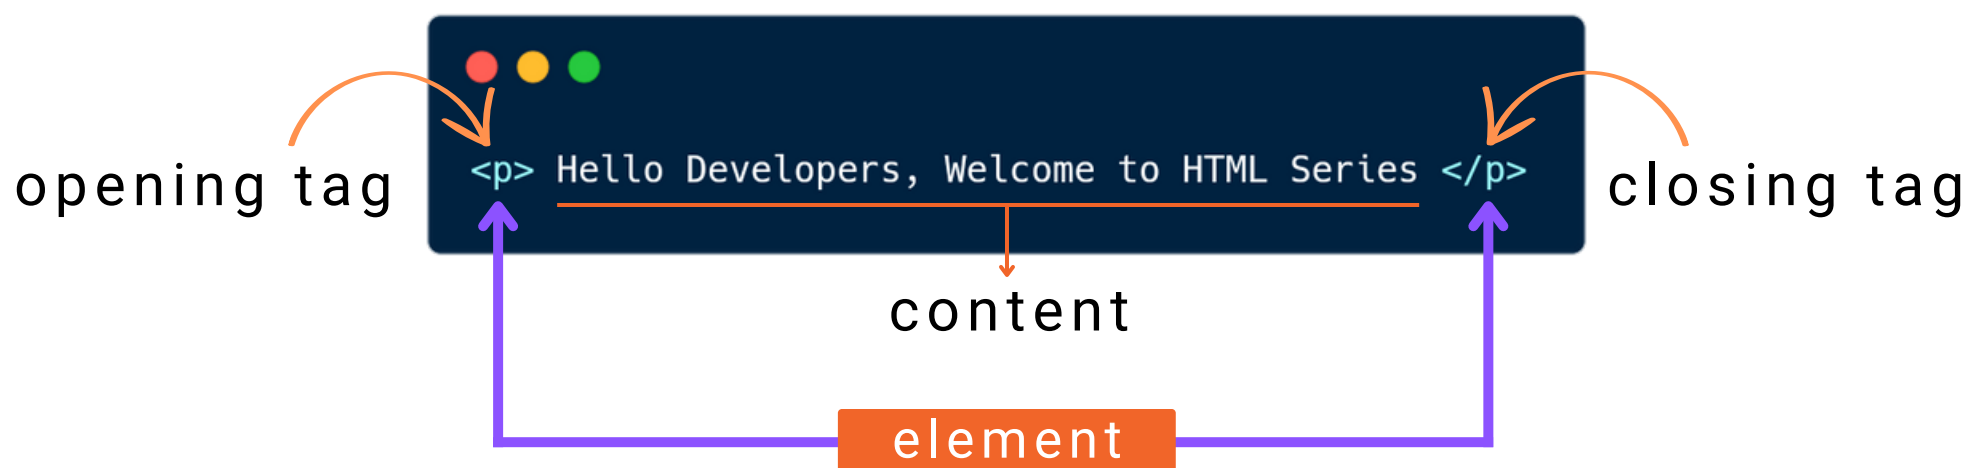 opening tag
<p> Hello Developers, Welcome to HTML Series </p>
closing tag
content
element